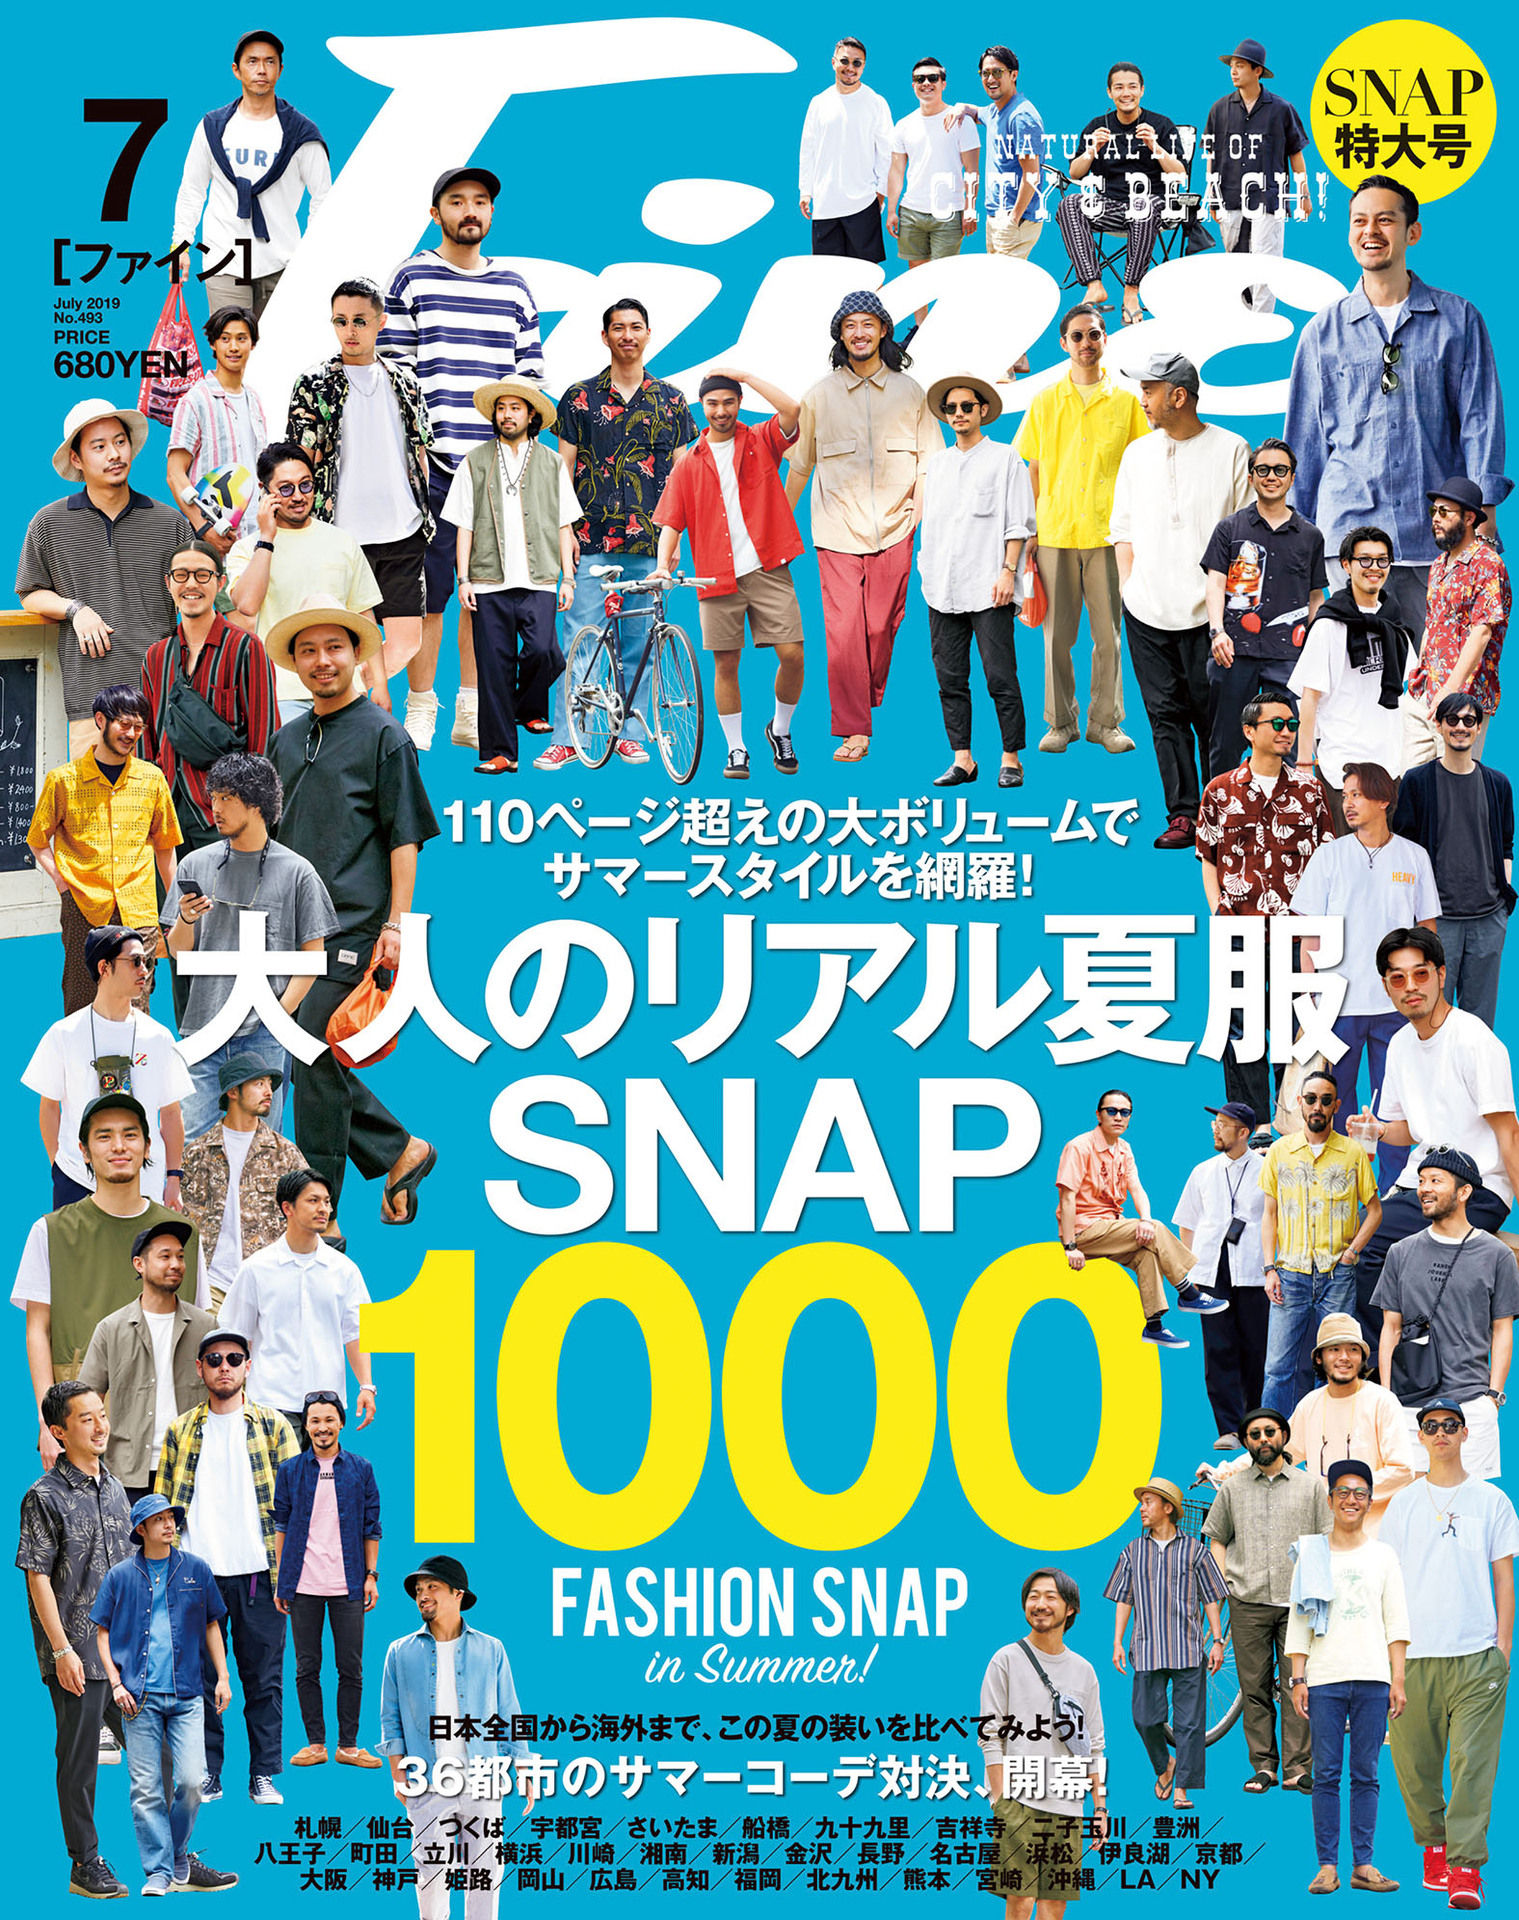 Fine
7
[ファイン]
July 2019
No.493
PRICE
680YEN
NATURAL LIVE OF
CITY & BEACH!
SNAP
特大号
110ページ超えの大ボリュームで
サマースタイルを網羅!
大人のリアル夏服
SNAP
1000
FASHION SNAP
in Summer!
日本全国から海外まで、この夏の装いを比べてみよう!
36都市のサマーコーデ対決、開幕!
札幌/仙台/つくば/宇都宮/さいたま/船橋/九十九里/吉祥寺/二子玉川/豊洲/
八王子/町田/立川/横浜/川崎/湘南/新潟/金沢/長野/名古屋/浜松/伊良湖/京都/
大阪/神戸/姫路/岡山/広島/高知/福岡/北九州/熊本/宮崎/沖縄/LA/NY
HEAVY
¥1,800
¥2,400